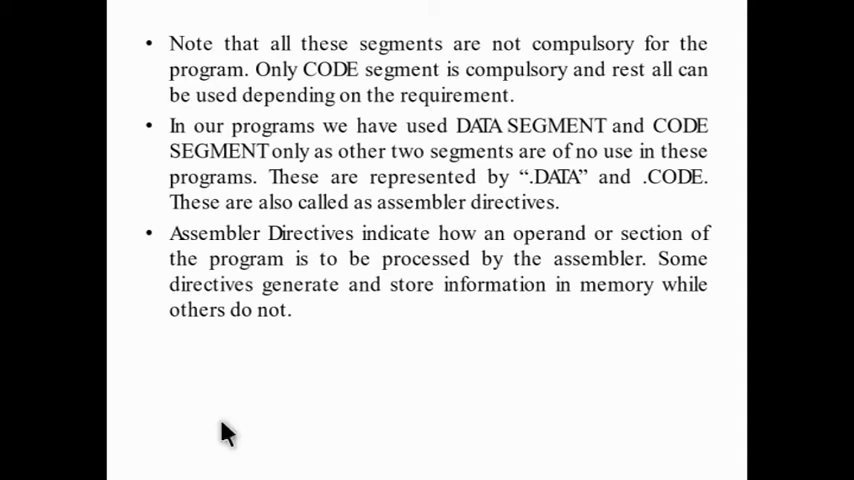 • Note that all these segments are not compulsory for the
program. Only CODE segment is compulsory and rest all can
be used depending on the requirement.
• In our programs we have used DATA SEGMENT and CODE
SEGMENT only as other two segments are of no use in these
programs. These are represented by “.DATA” and .CODE.
These are also called as assembler directives.
• Assembler Directives indicate how an operand or section of
the program is to be processed by the assembler. Some
directives generate and store information in memory while
others do not.